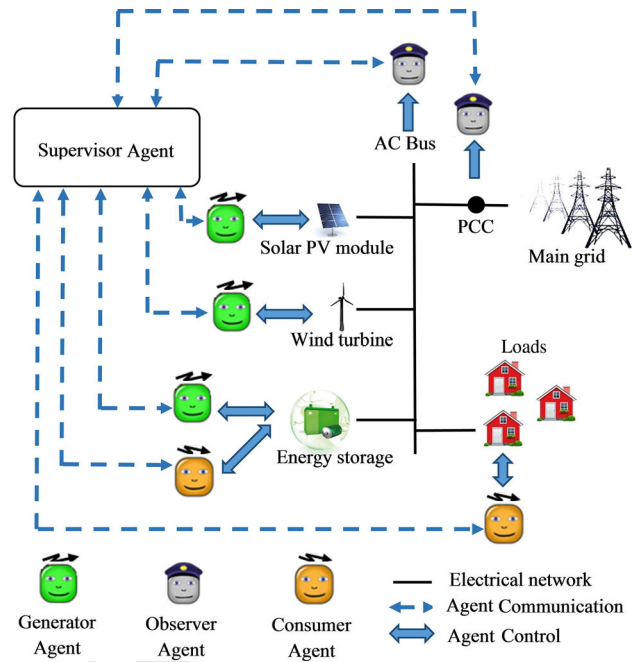 Supervisor Agent
AC Bus
PCC
Main grid
Solar PV module
Wind turbine
Loads
Energy storage
Generator
Agent
Observer
Agent
Consumer
Agent
Electrical network
Agent Communication
Agent Control